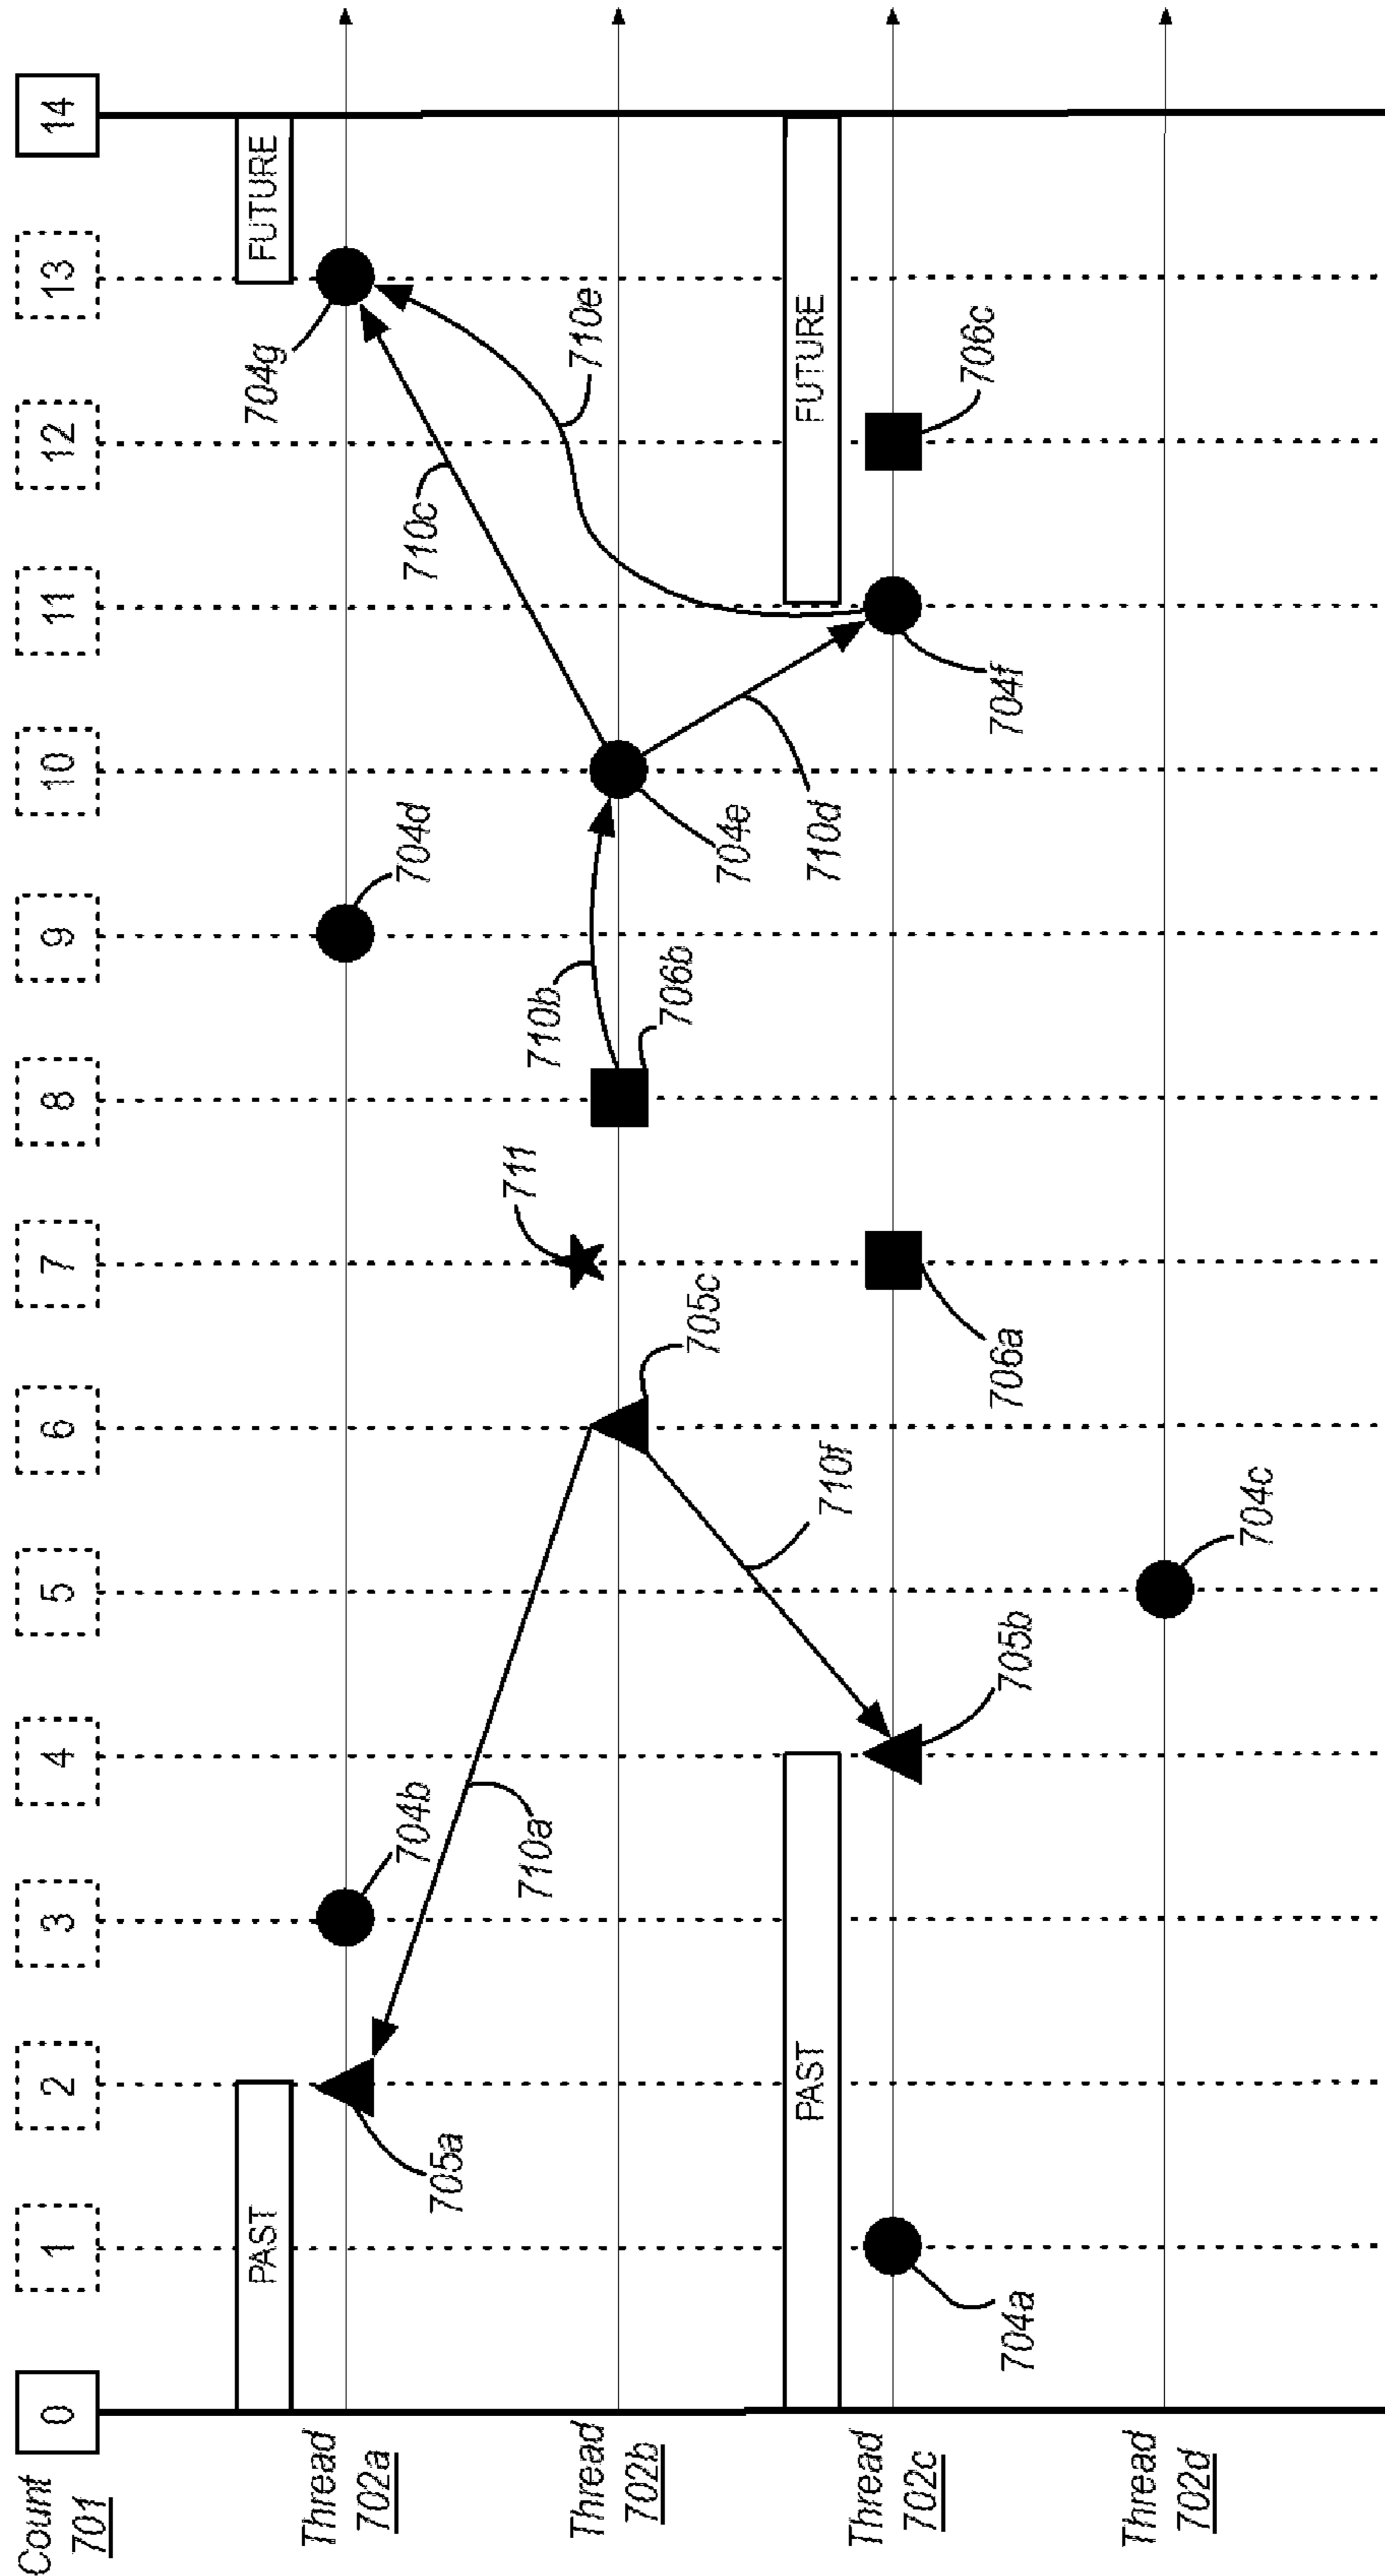 Count
701
0
1
2
3
4
5
6
7
8
9
10
11
12
13
14
PAST
FUTURE
Thread
702a
705a
704b
704d
704g
710a
710c
Thread
702b
705c
711
710b
706b
704e
710e
710f
710d
PAST
FUTURE
Thread
702c
704a
705b
706a
704f
706c
Thread
702d
704c